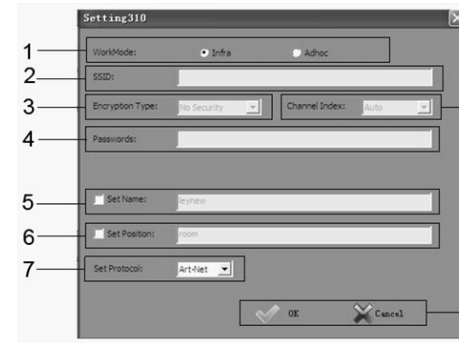 Setting310
1 WorkMode: Infra Adhoc
2 SSID:
3 Encryption Type: No Security Channel Index: Auto
4 Passwords:
5 Set Name: leynew
6 Set Position: room
7 Set Protocol: Art-Net
OK Cancel